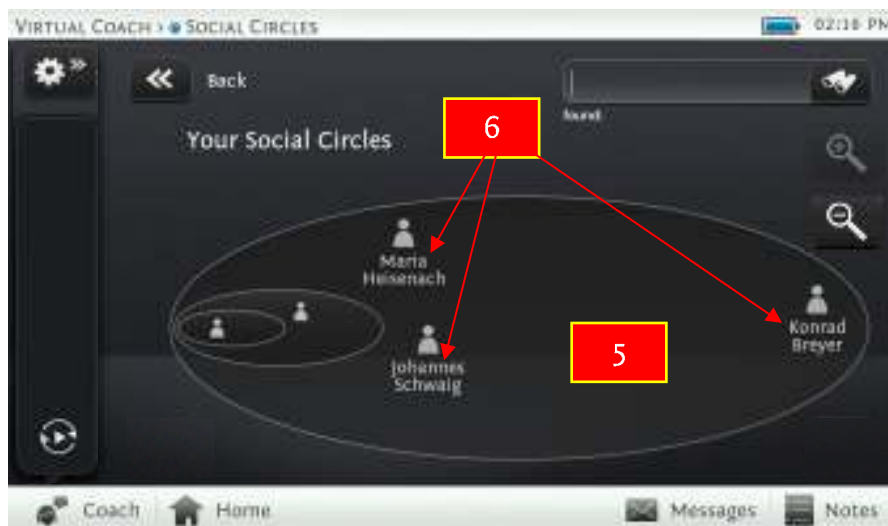 VIRTUAL COACH › SOCIAL CIRCLES
02:18 PM
Back
found:
Your Social Circles
6
Maria
Heisenach
Konrad
Breyer
5
Johannes
Schwaig
Coach
Home
Messages
Notes